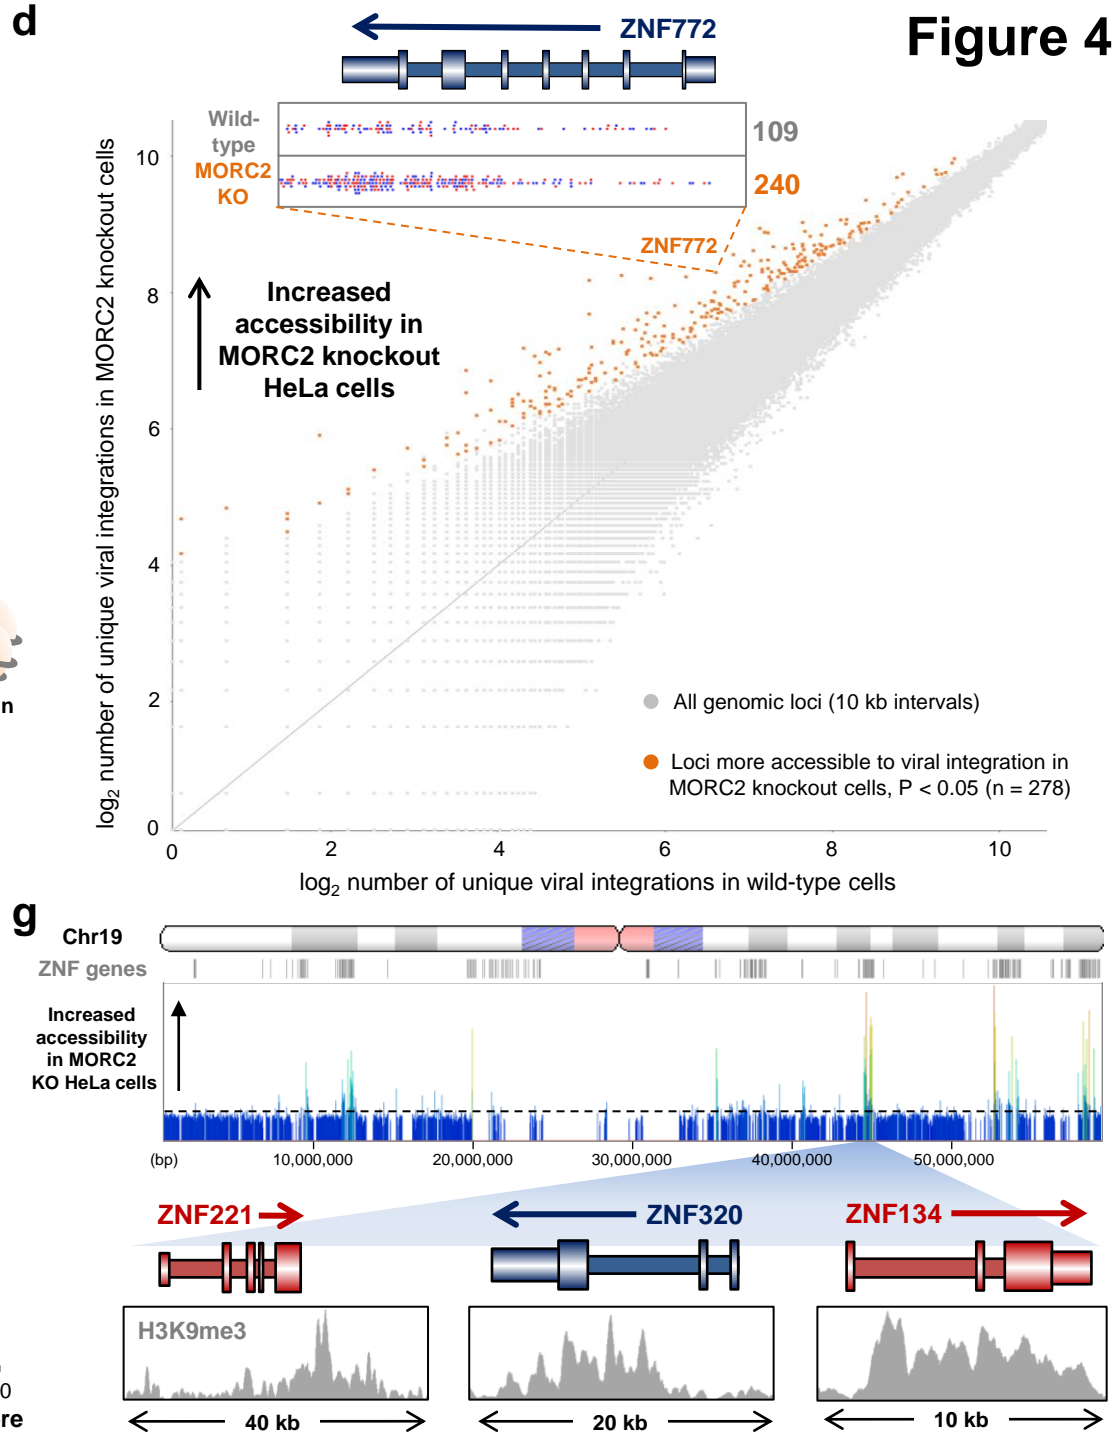 d
ZNF772
Figure 4
Wild-
type
109
MORC2
KO
240
ZNF772
Increased
accessibility in
MORC2 knockout
HeLa cells
log2 number of unique viral integrations in MORC2 knockout cells
10
8
6
4
2
0
n
All genomic loci (10 kb intervals)
Loci more accessible to viral integration in
MORC2 knockout cells, P < 0.05 (n = 278)
0 2 4 6 8 10
log2 number of unique viral integrations in wild-type cells
g
Chr19
ZNF genes
Increased
accessibility
in MORC2
KO HeLa cells
(bp) 10,000,000 20,000,000 30,000,000 40,000,000 50,000,000
ZNF221 ZNF320 ZNF134
H3K9me3
0
re
40 kb 20 kb 10 kb